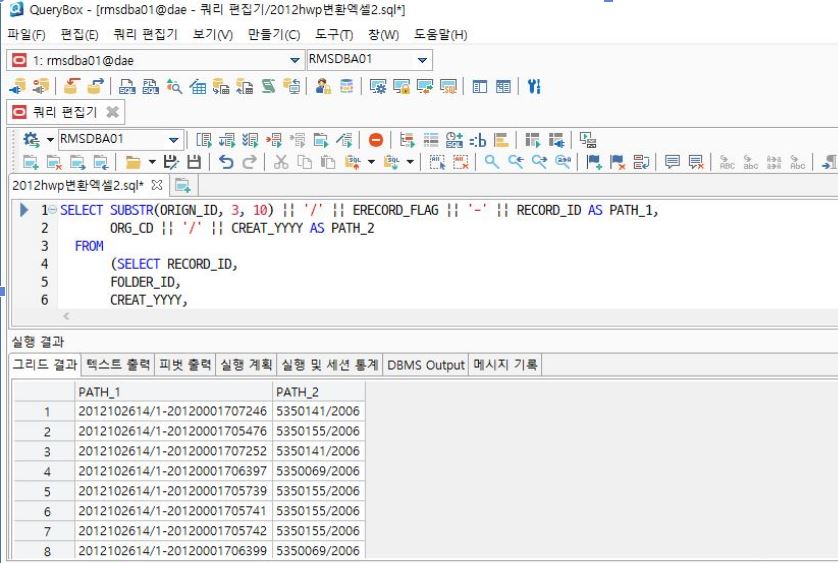 QueryBox - [rmsdba01@dae - 쿼리 편집기/2012hwp변환엑셀2.sql*]
파일(F) 편집(E) 쿼리 편집기 보기(V) 만들기(C) 도구(T) 창(W) 도움말(H)
1: rmsdba01@dae RMSDBA01
쿼리 편집기
RMSDBA01
2012hwp변환엑셀2.sql*
1 SELECT SUBSTR(ORIGN_ID, 3, 10) || '/' || ERECORD_FLAG || '-' || RECORD_ID AS PATH_1,
2 ORG_CD || '/' || CREAT_YYYY AS PATH_2
3 FROM
4 (SELECT RECORD_ID,
5 FOLDER_ID,
6 CREAT_YYYY,
실행 결과
그리드 결과 텍스트 출력 피벗 출력 실행 계획 실행 및 세션 통계 DBMS Output 메시지 기록
PATH_1 PATH_2
1 2012102614/1-20120001707246 5350141/2006
2 2012102614/1-20120001705476 5350155/2006
3 2012102614/1-20120001707252 5350141/2006
4 2012102614/1-20120001706397 5350069/2006
5 2012102614/1-20120001705739 5350155/2006
6 2012102614/1-20120001705741 5350155/2006
7 2012102614/1-20120001705742 5350155/2006
8 2012102614/1-20120001706399 5350069/2006